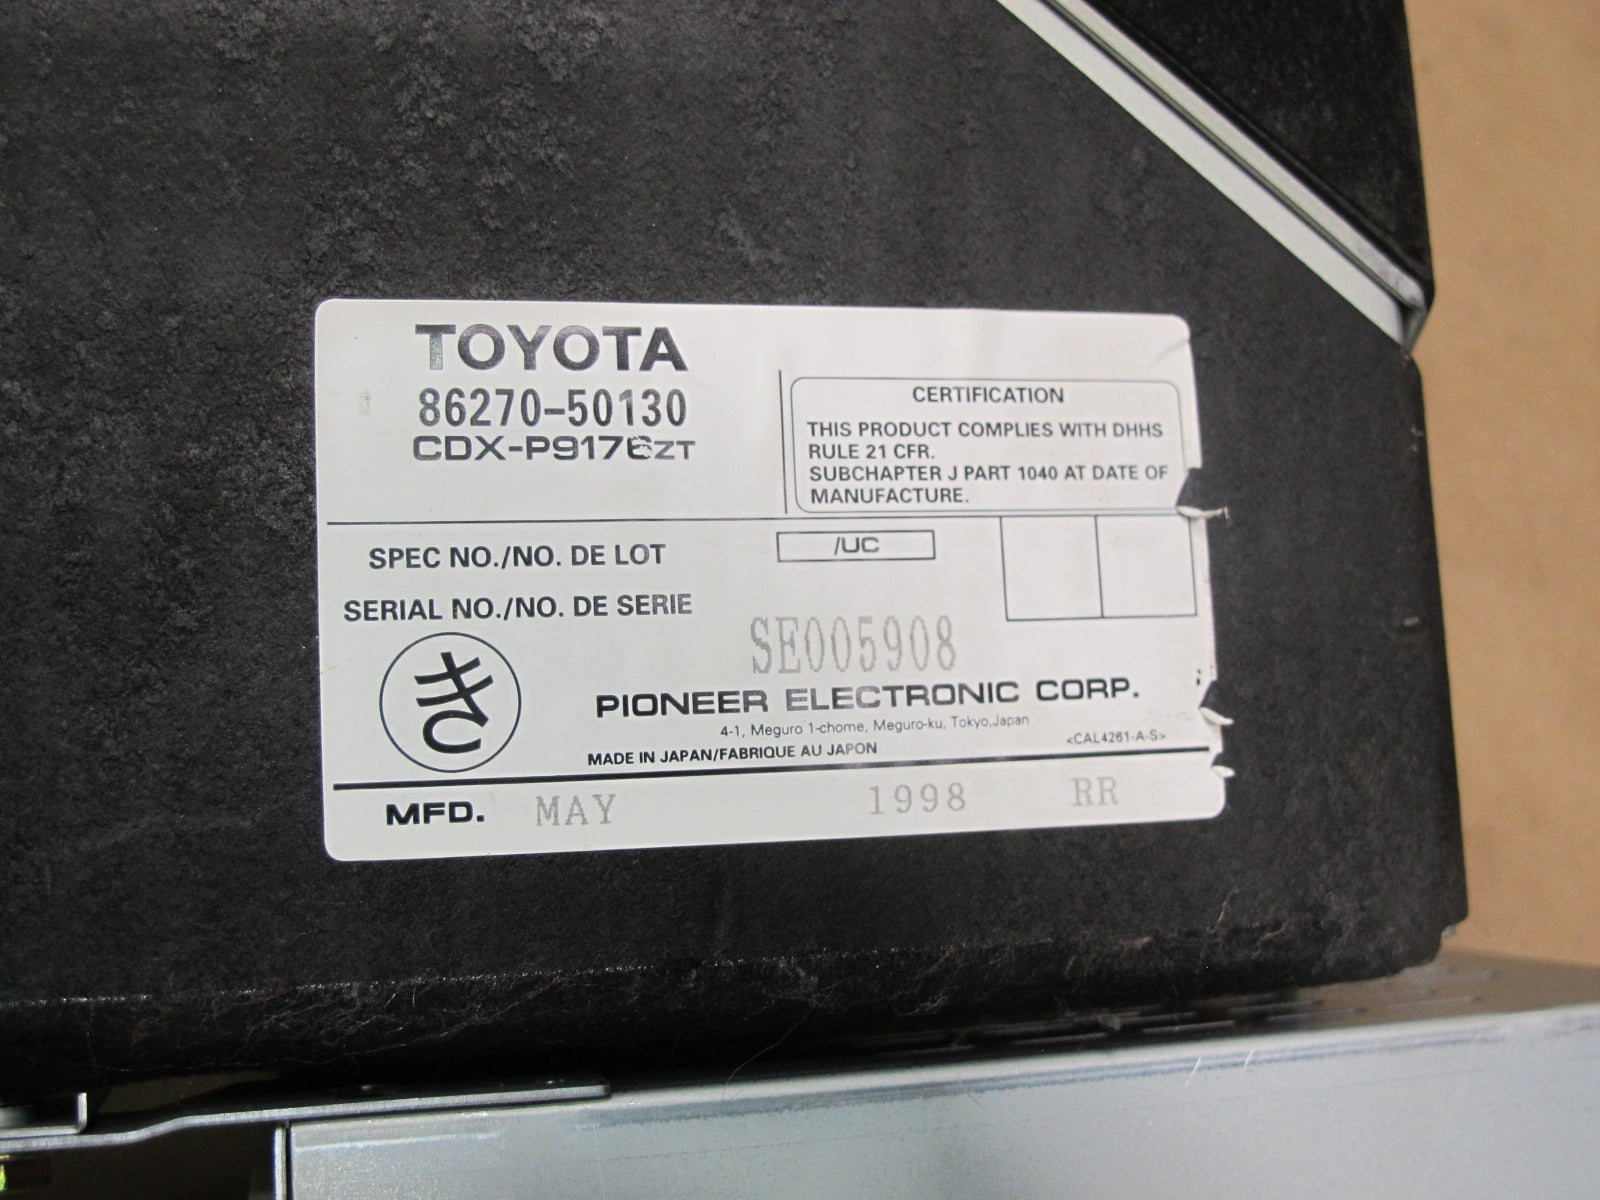 TOYOTA
86270-50130
CDX-P9176ZT
CERTIFICATION
THIS PRODUCT COMPLIES WITH DHHS
RULE 21 CFR.
SUBCHAPTER J PART 1040 AT DATE OF
MANUFACTURE.
SPEC NO./NO. DE LOT
/UC
SERIAL NO./NO. DE SERIE
SE005908
PIONEER ELECTRONIC CORP.
4-1, Meguro 1-chome, Meguro-ku, Tokyo, Japan
MADE IN JAPAN/FABRIQUE AU JAPON
<CAL4261-A-S>
MFD. MAY 1998 RR